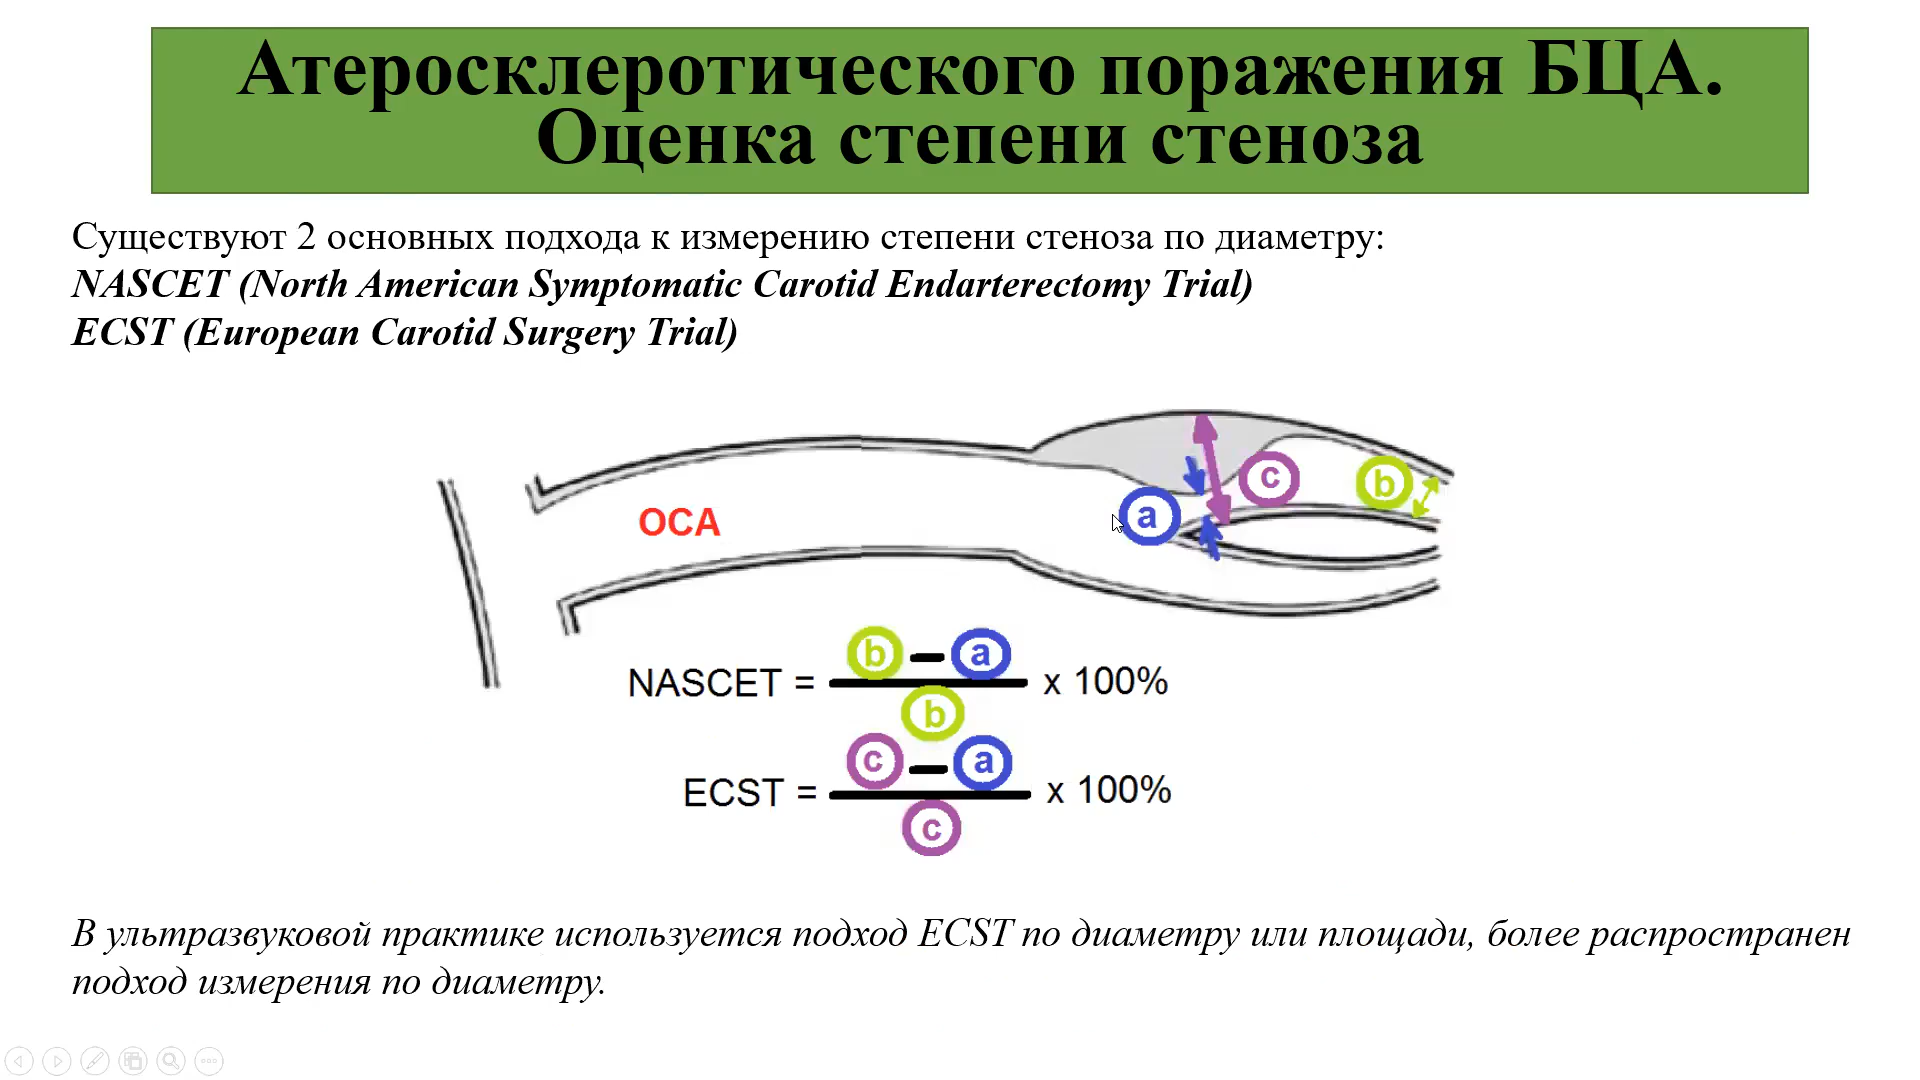 Атеросклеротического поражения БЦА.
Оценка степени стеноза
Существуют 2 основных подхода к измерению степени стеноза по диаметру:
NASCET (North American Symptomatic Carotid Endarterectomy Trial)
ECST (European Carotid Surgery Trial)
c
b
a
ОСА
b − a
NASCET = x 100%
b
c − a
ECST = x 100%
c
В ультразвуковой практике используется подход ECST по диаметру или площади, более распространен
подход измерения по диаметру.